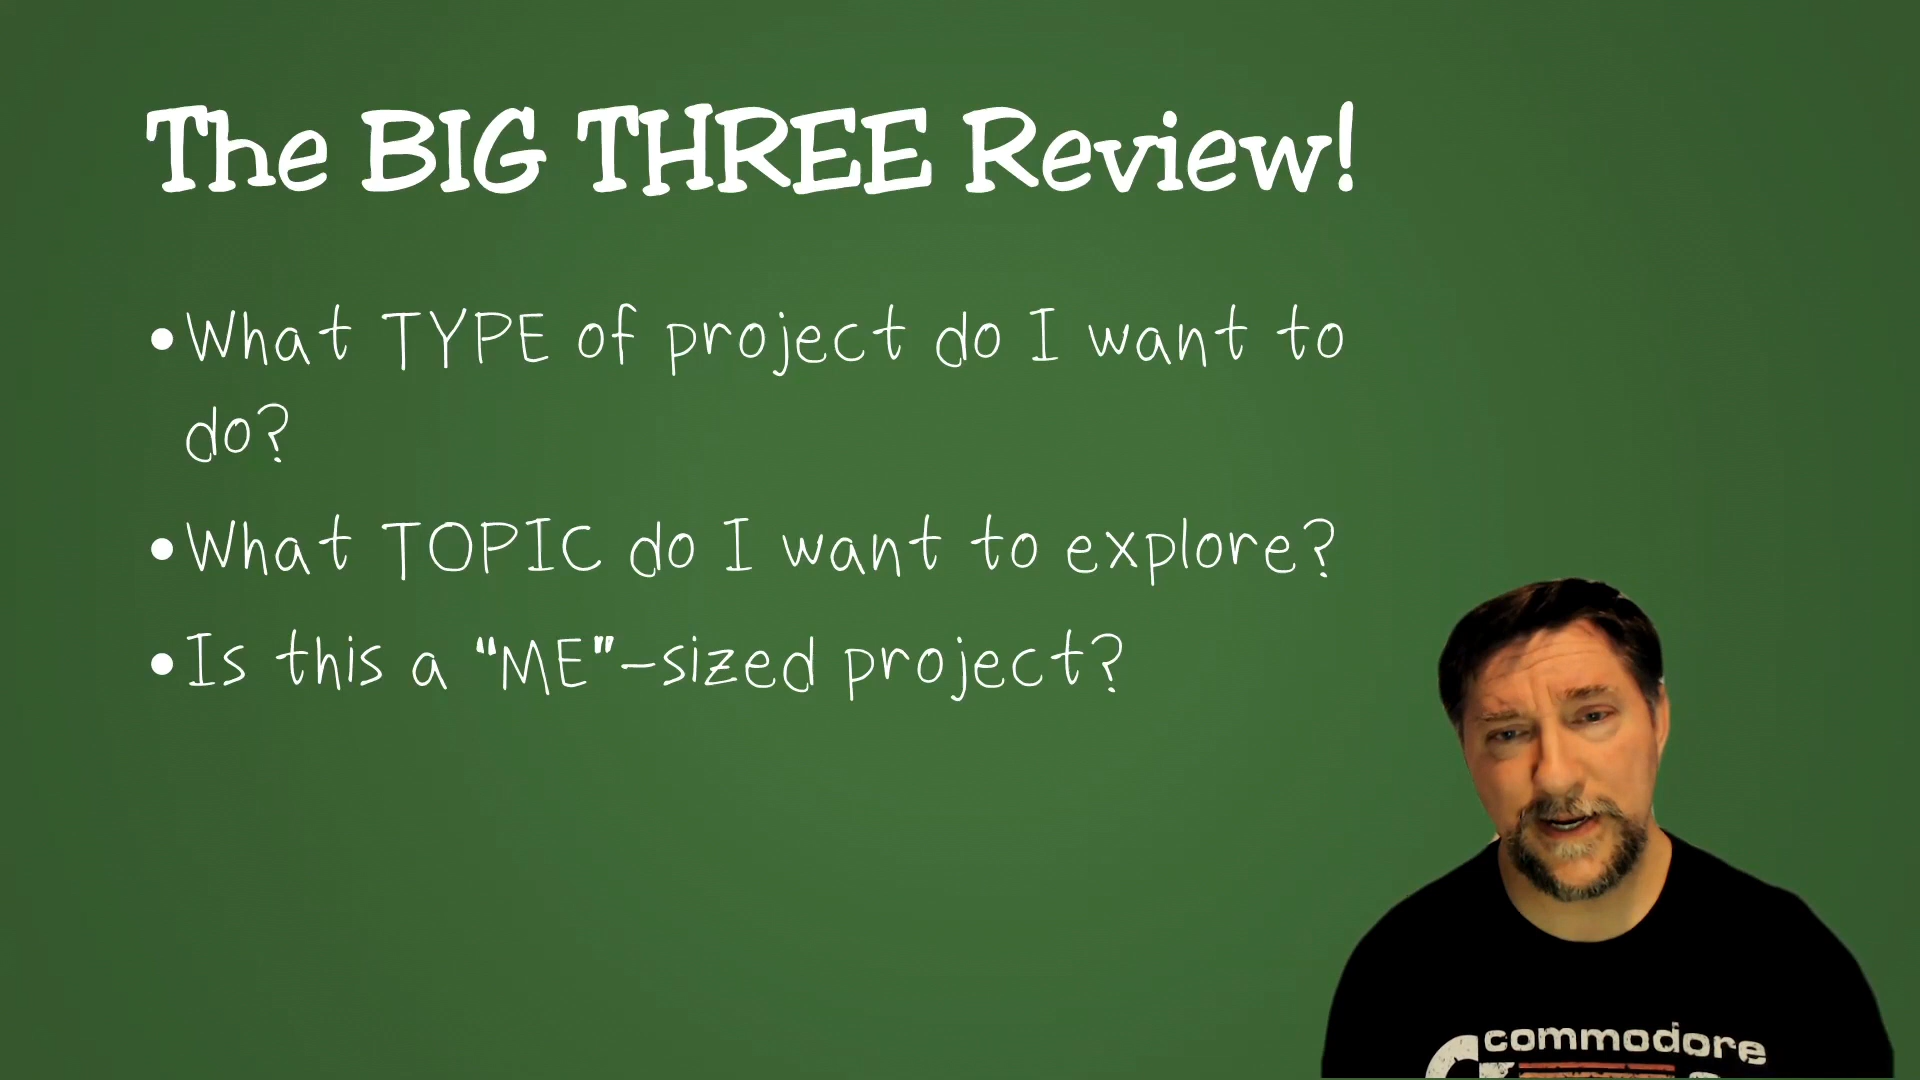 The BIG THREE Review!
•What TYPE of project do I want to
do?
•What TOPIC do I want to explore?
•Is this a “ME”-sized project?
commodore